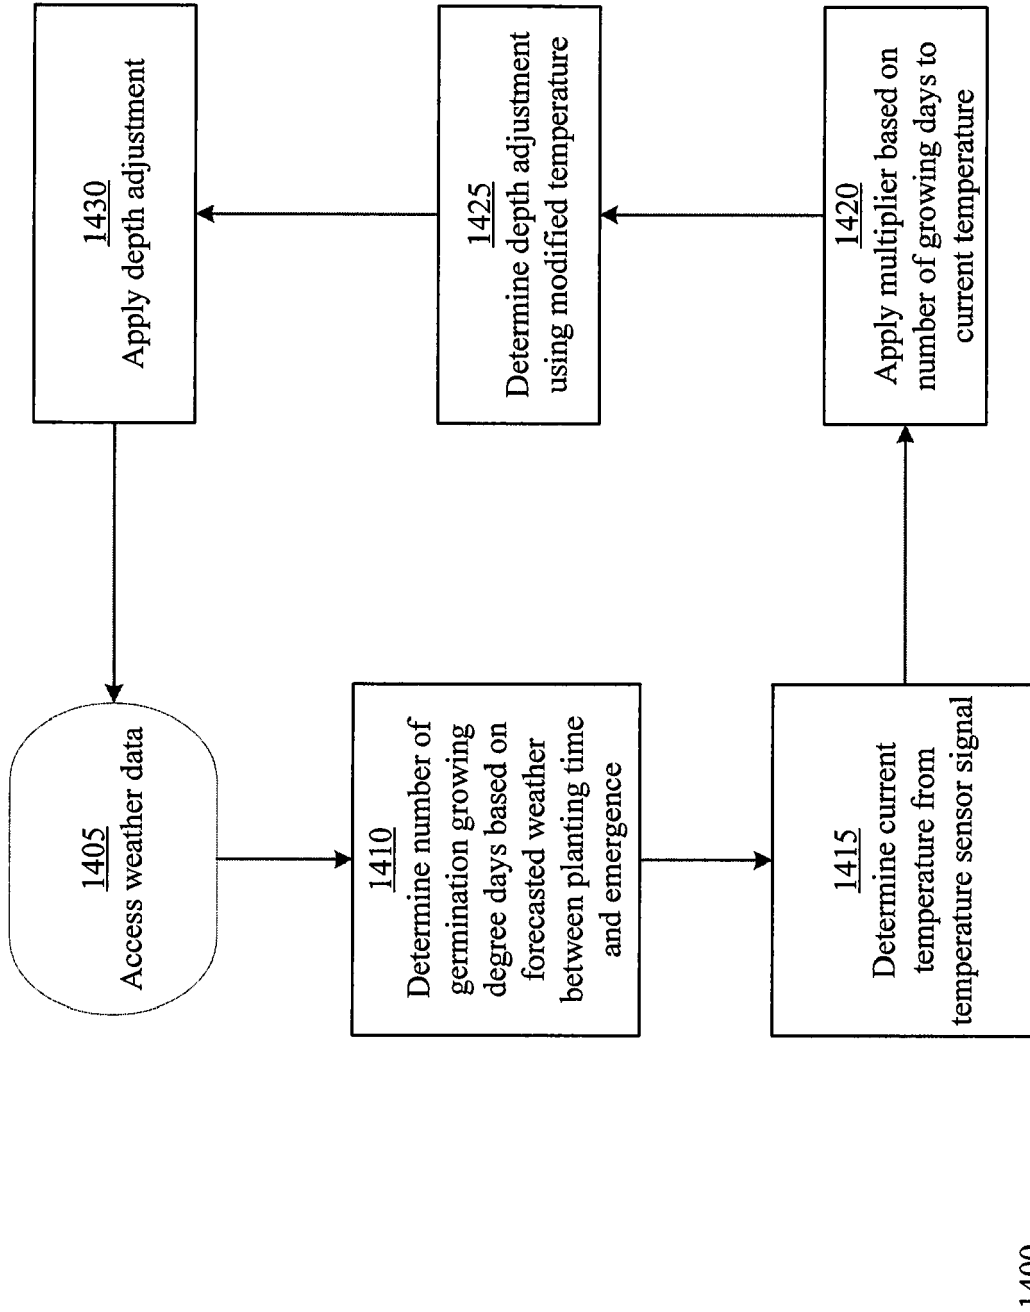 1405
Access weather data
1410
Determine number of
germination growing
degree days based on
forecasted weather
between planting time
and emergence
1415
Determine current
temperature from
temperature sensor signal
1420
Apply multiplier based on
number of growing days to
current temperature
1425
Determine depth adjustment
using modified temperature
1430
Apply depth adjustment
1400